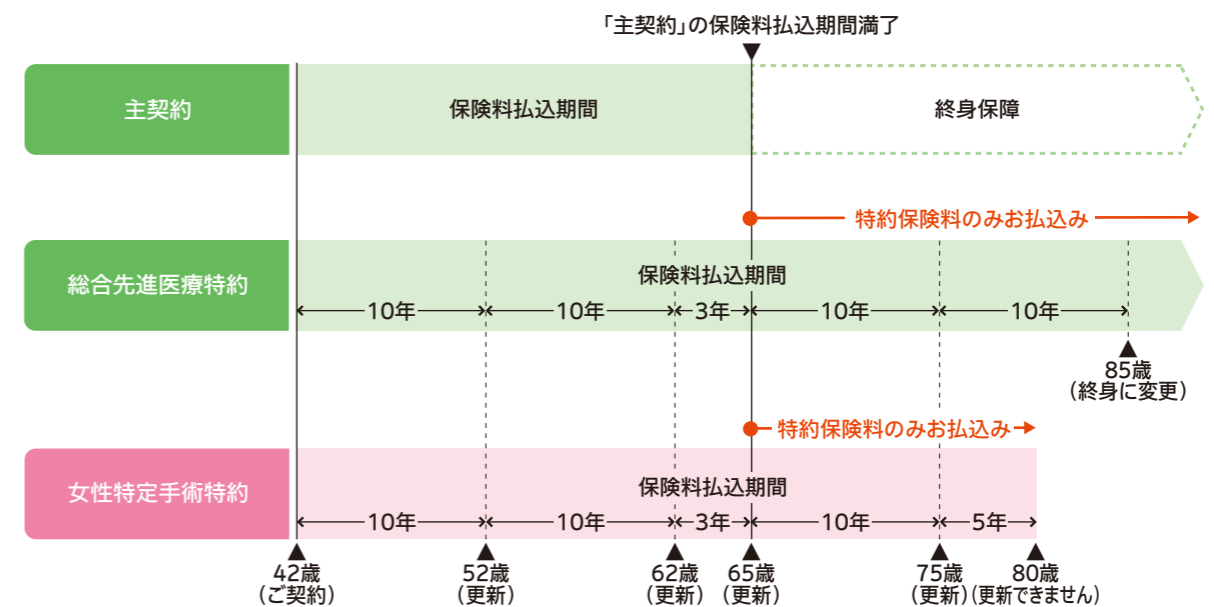 「主契約」の保険料払込期間満了
主契約
保険料払込期間
終身保障
特約保険料のみお払込み
総合先進医療特約
保険料払込期間
10年
10年
3年
10年
10年
85歳
（終身に変更）
特約保険料のみお払込み
女性特定手術特約
保険料払込期間
10年
10年
3年
10年
5年
42歳
（ご契約）
52歳
（更新）
62歳
（更新）
65歳
（更新）
75歳
（更新）
80歳
（更新できません）